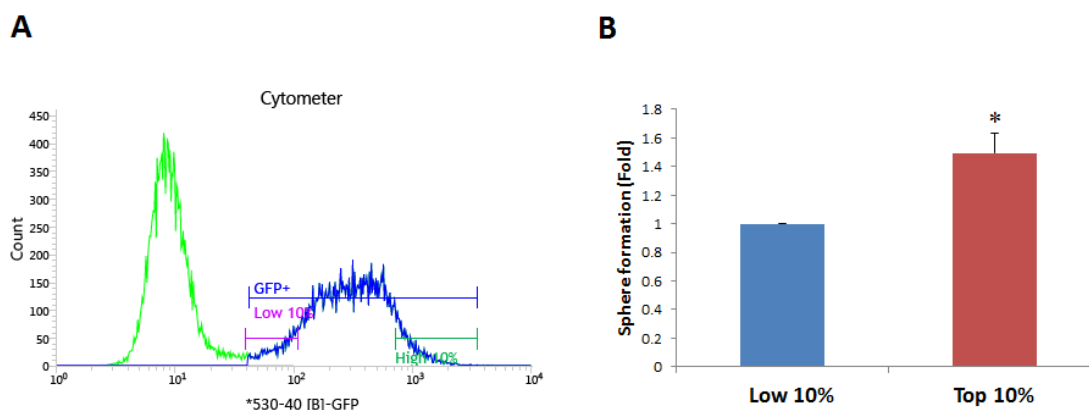 A
Cytometer
450
400
350
300
250
200
150
100
50
0
Count
GFP+
Low 10%
High 10%
10⁰
10¹
10²
10³
10⁴
*530-40 [B]-GFP
B
1.8
1.6
1.4
1.2
1
0.8
0.6
0.4
0.2
0
Sphere formation (Fold)
*
Low 10%
Top 10%